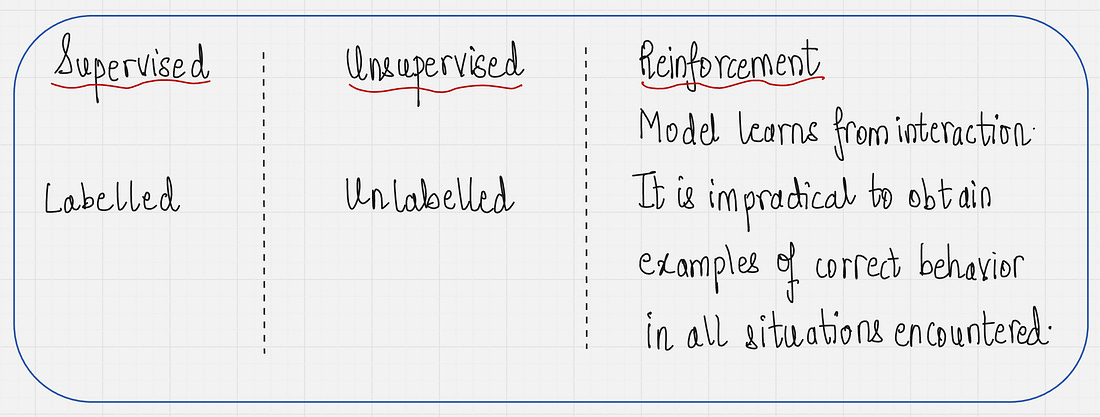 Supervised
Unsupervised
Reinforcement
Model learns from interaction.
Labelled
Unlabelled
It is impradical to obtain
examples of correct behavior
in all situations encountered.